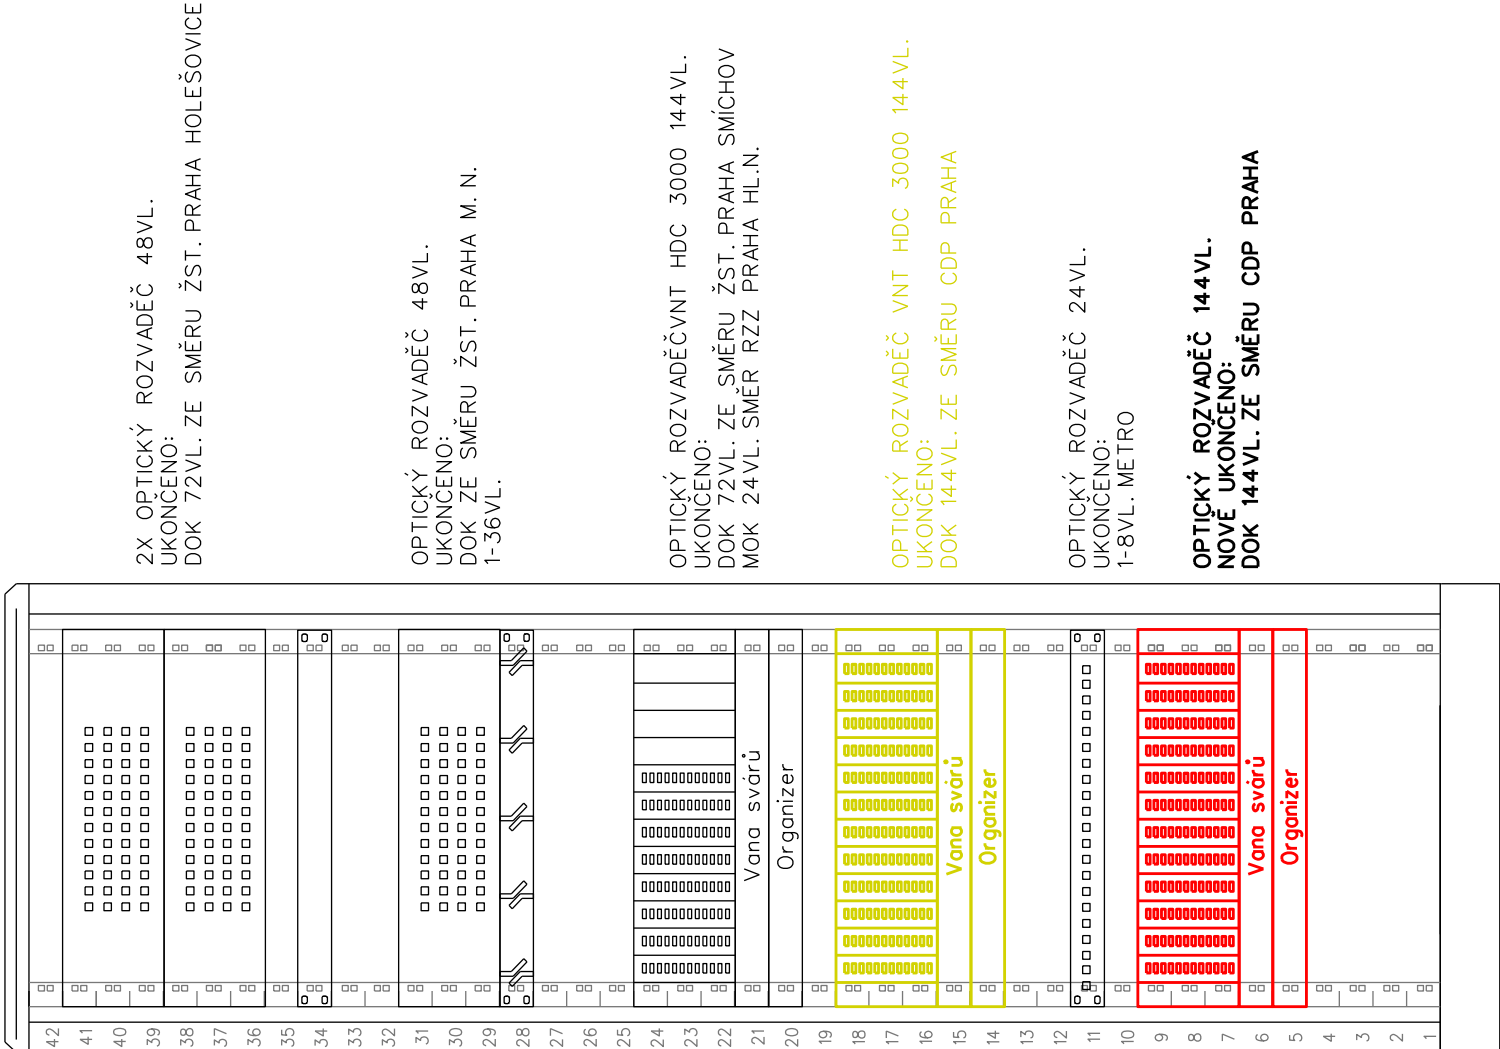 2X OPTICKÝ ROZVADĚČ 48VL.
UKONČENO:
DOK 72VL. ZE SMĚRU ŽST. PRAHA HOLEŠOVICE
OPTICKÝ ROZVADĚČ 48VL.
UKONČENO:
DOK ZE SMĚRU ŽST. PRAHA M. N.
1-36VL.
OPTICKÝ ROZVADĚČVNT HDC 3000 144VL.
UKONČENO:
DOK 72VL. ZE SMĚRU ŽST. PRAHA SMÍCHOV
MOK 24VL. SMĚR RZZ PRAHA HL.N.
OPTICKÝ ROZVADĚČ VNT HDC 3000 144VL.
UKONČENO:
DOK 144VL. ZE SMĚRU CDP PRAHA
OPTICKÝ ROZVADĚČ 24VL.
UKONČENO:
1-8VL. METRO
OPTICKÝ ROZVADĚČ 144VL.
NOVĚ UKONČENO:
DOK 144VL. ZE SMĚRU CDP PRAHA
Vana svárů
Organizer
Vana svárů
Organizer
Vana svárů
Organizer
42
41
40
39
38
37
36
35
34
33
32
31
30
29
28
27
26
25
24
23
22
21
20
19
18
17
16
15
14
13
12
11
10
9
8
7
6
5
4
3
2
1